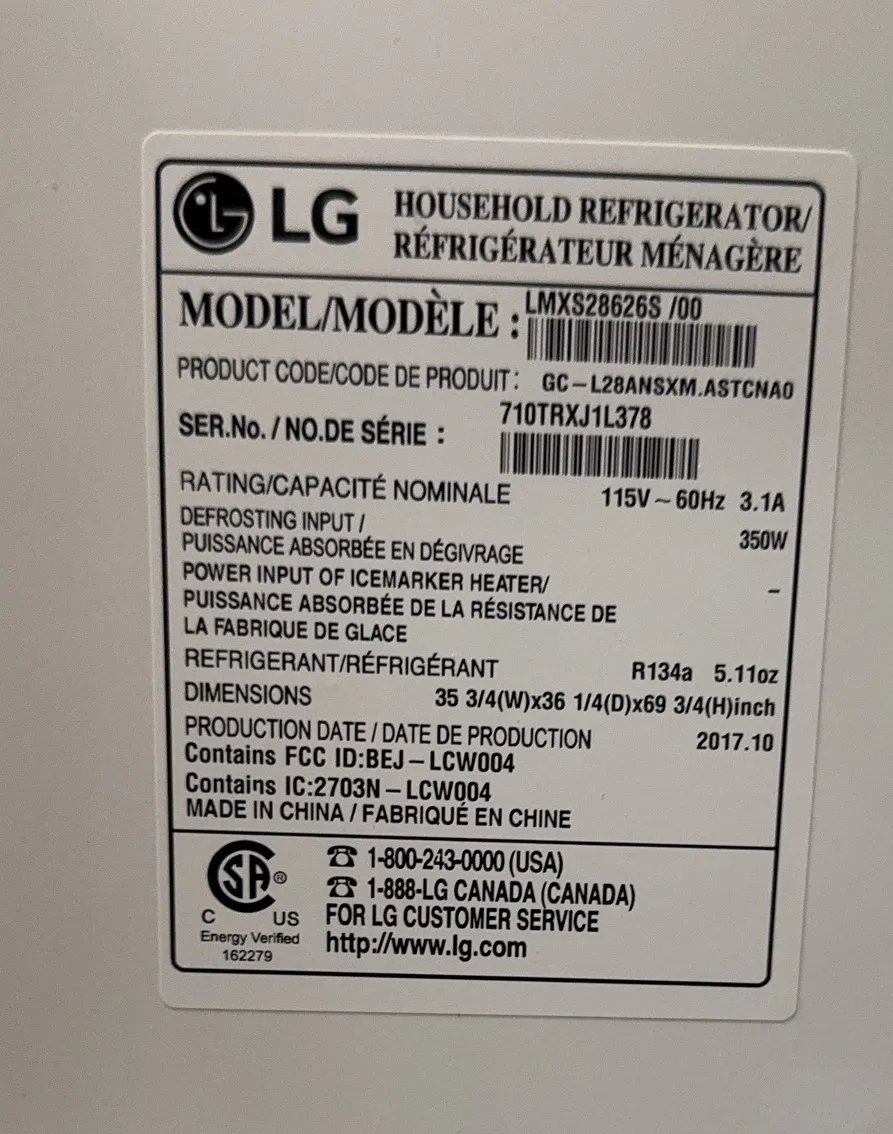 LG HOUSEHOLD REFRIGERATOR/
RÉFRIGÉRATEUR MÉNAGÈRE
MODEL/MODÈLE : LMXS28626S /00
PRODUCT CODE/CODE DE PRODUIT : GC-L28ANSXM.ASTCNA0
SER.No. / NO.DE SÉRIE : 710TRXJ1L378
RATING/CAPACITÉ NOMINALE 115V ~ 60Hz 3.1A
DEFROSTING INPUT /
PUISSANCE ABSORBÉE EN DÉGIVRAGE 350W
POWER INPUT OF ICEMARKER HEATER/ -
PUISSANCE ABSORBÉE DE LA RÉSISTANCE DE
LA FABRIQUE DE GLACE
REFRIGERANT/RÉFRIGÉRANT R134a 5.11oz
DIMENSIONS 35 3/4(W)x36 1/4(D)x69 3/4(H)inch
PRODUCTION DATE / DATE DE PRODUCTION 2017.10
Contains FCC ID:BEJ-LCW004
Contains IC:2703N-LCW004
MADE IN CHINA / FABRIQUÉ EN CHINE
SA ®
C US
Energy Verified
162279
☎ 1-800-243-0000 (USA)
☎ 1-888-LG CANADA (CANADA)
FOR LG CUSTOMER SERVICE
http://www.lg.com